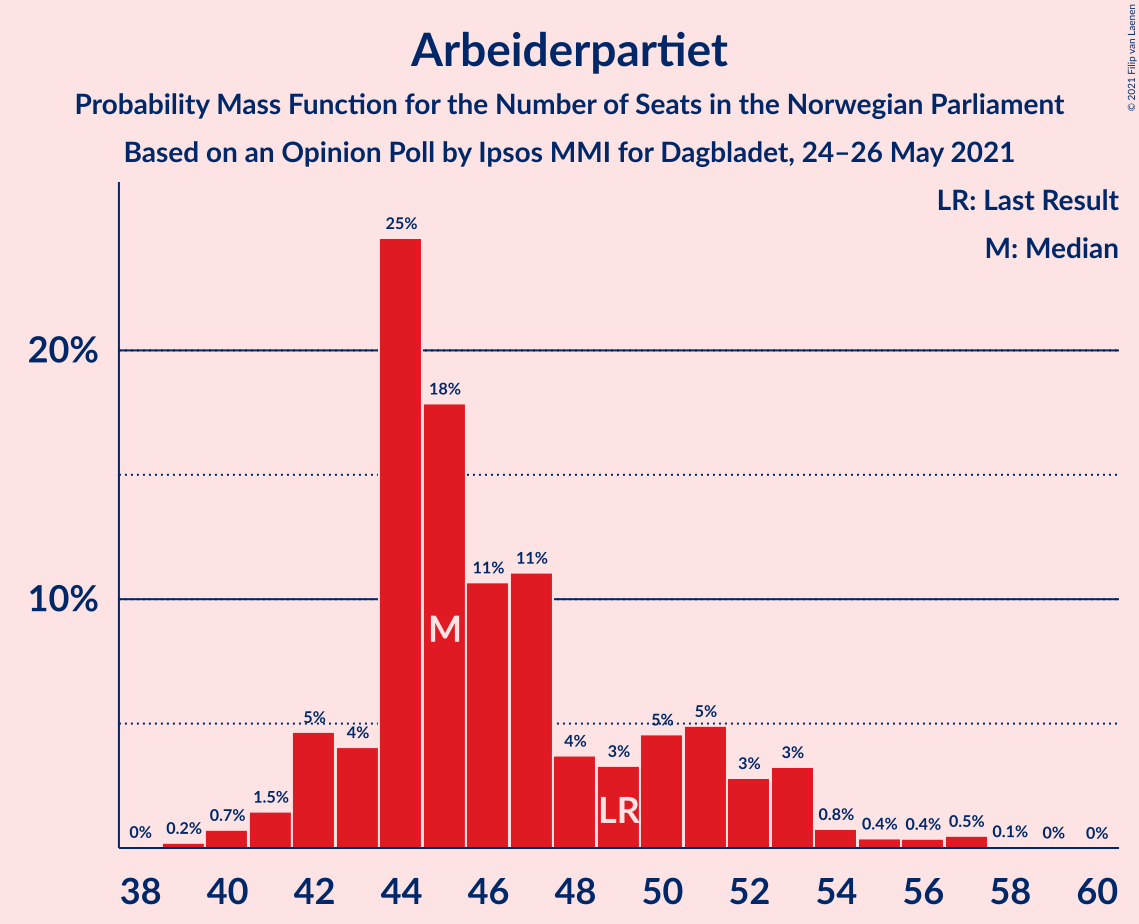 Arbeiderpartiet
Probability Mass Function for the Number of Seats in the Norwegian Parliament
Based on an Opinion Poll by Ipsos MMI for Dagbladet, 24–26 May 2021
© 2021 Filip van Laenen
LR: Last Result
M: Median
20%
10%
0%
0.2%
0.7%
1.5%
5%
4%
25%
18%
11%
11%
4%
3%
5%
5%
3%
3%
0.8%
0.4%
0.4%
0.5%
0.1%
0%
0%
M
LR
38 40 42 44 46 48 50 52 54 56 58 60